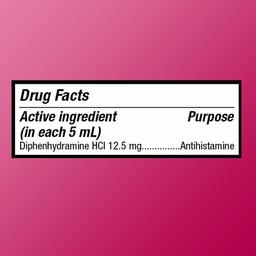 Drug Facts
Active ingredient Purpose
(in each 5 mL)
Diphenhydramine HCl 12.5 mg...............Antihistamine